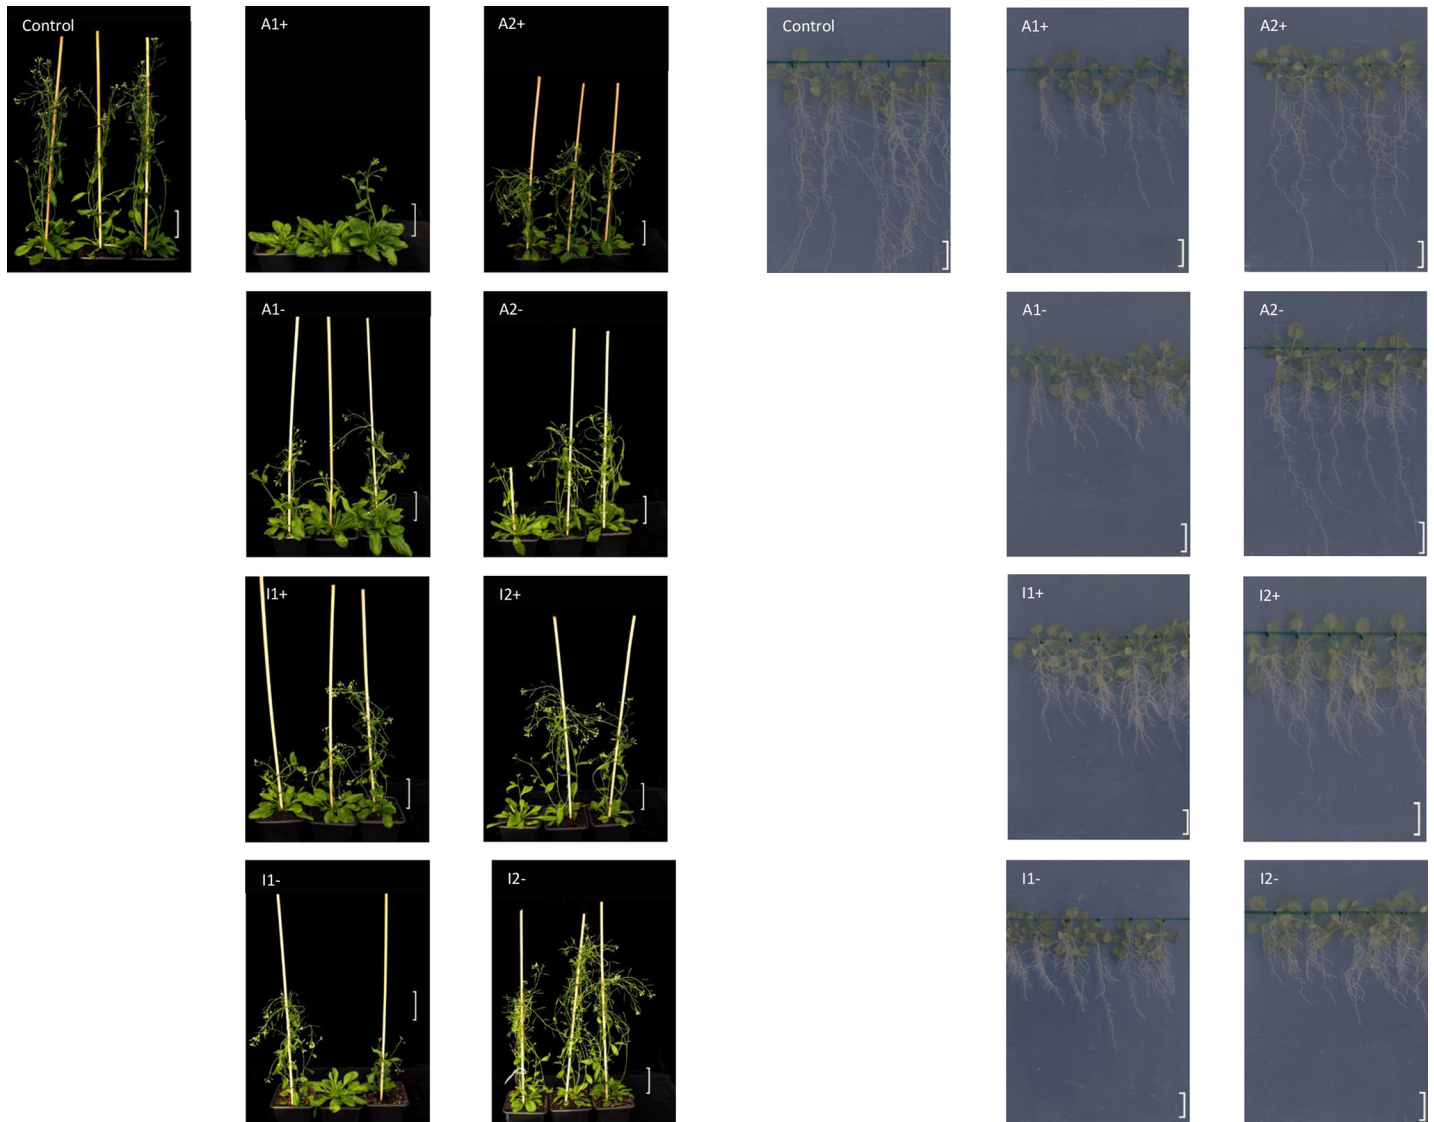 Control
A1+
A2+
Control
A1+
A2+
A1-
A2-
A1-
A2-
I1+
I2+
I1+
I2+
I1-
I2-
I1-
I2-